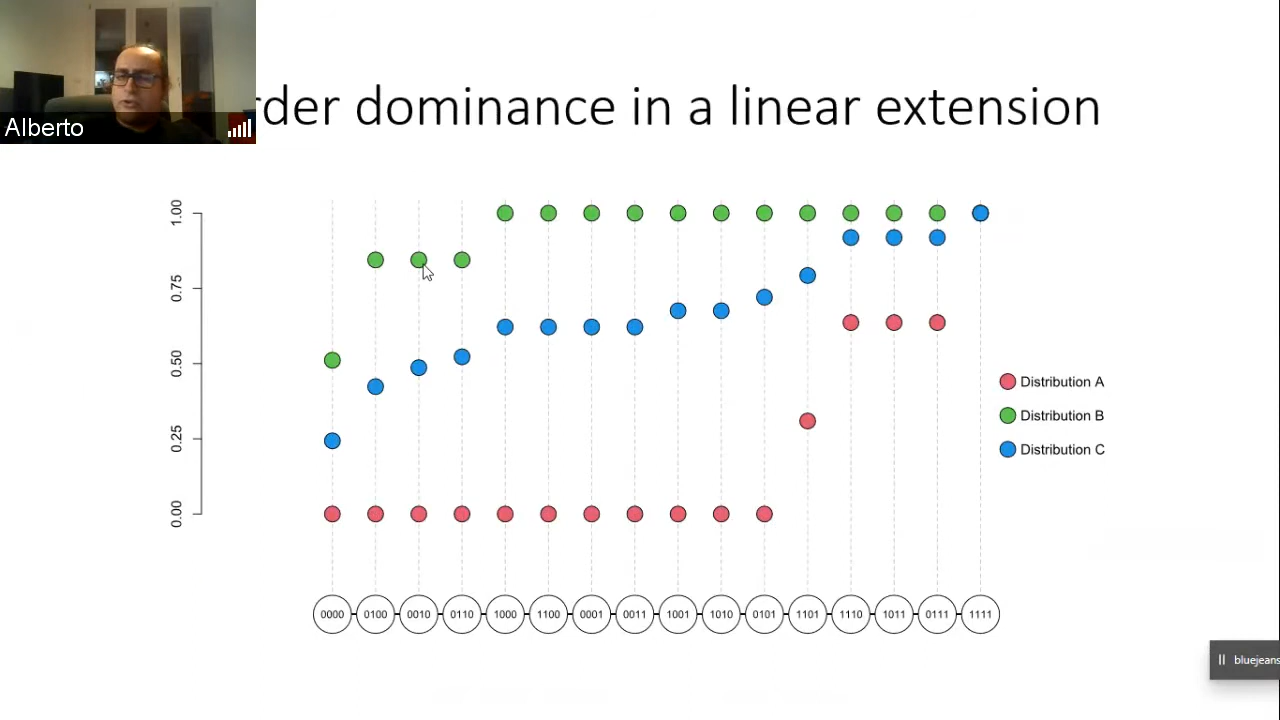 Alberto
rder dominance in a linear extension
1.00
0.75
0.50
0.25
0.00
Distribution A
Distribution B
Distribution C
0000 0100 0010 0110 1000 1100 0001 0011 1001 1010 0101 1101 1110 1011 0111 1111
bluejeans